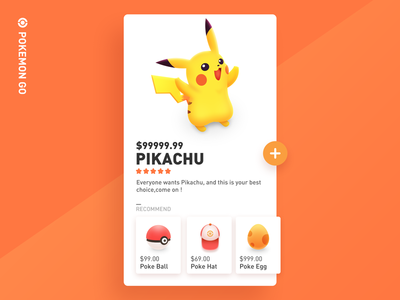 POKEMON GO
$99999.99
PIKACHU
Everyone wants Pikachu, and this is your best
choice,come on !
RECOMMEND
$99.00
Poke Ball
$69.00
Poke Hat
$999.00
Poke Egg